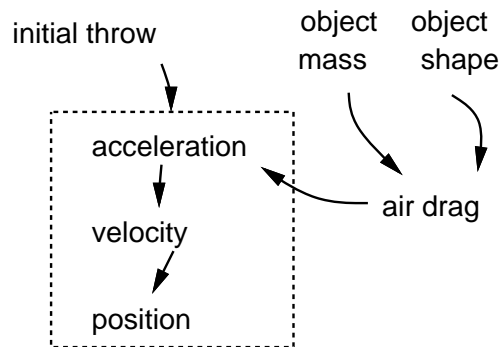 initial throw
object
mass
object
shape
acceleration
air drag
velocity
position